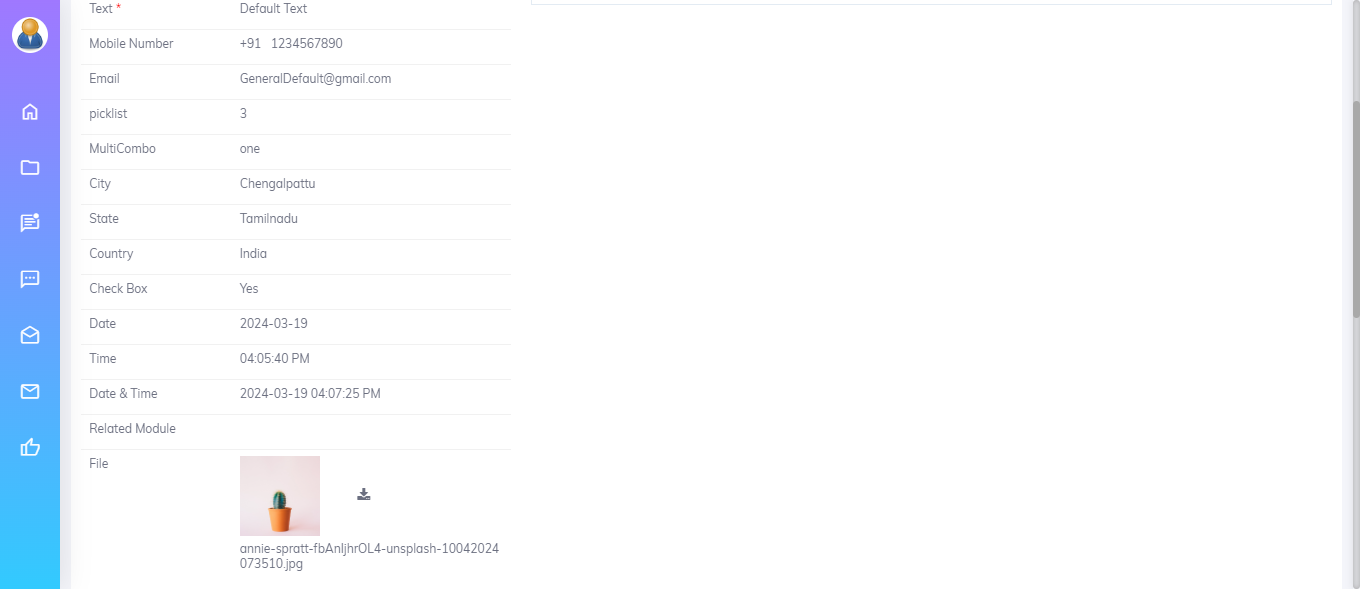 Text * Default Text
Mobile Number +91 1234567890
Email GeneralDefault@gmail.com
picklist 3
MultiCombo one
City Chengalpattu
State Tamilnadu
Country India
Check Box Yes
Date 2024-03-19
Time 04:05:40 PM
Date & Time 2024-03-19 04:07:25 PM
Related Module
File
annie-spratt-fbAnIjhrOL4-unsplash-10042024
073510.jpg